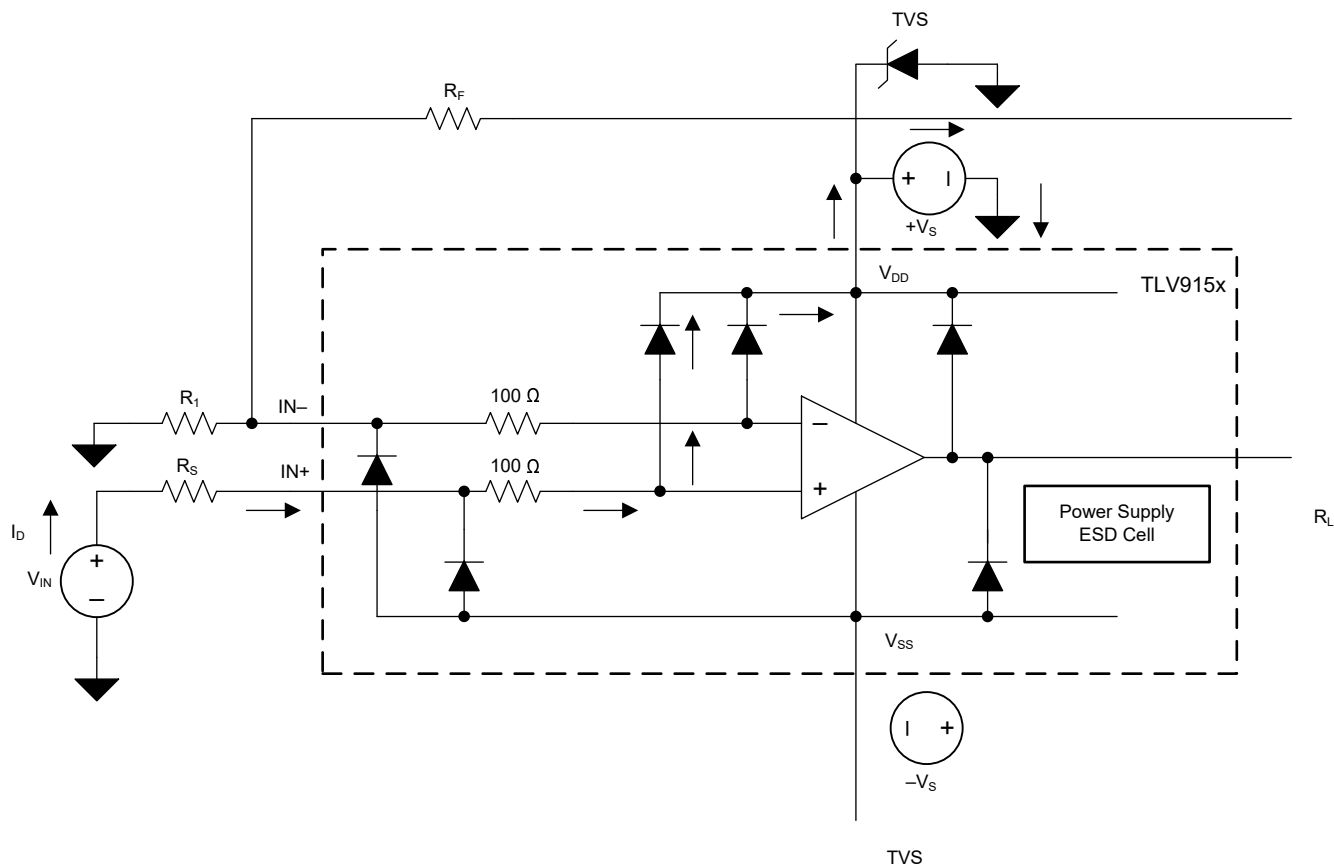 TVS
RF
+VS
VDD
TLV915x
R1
IN–
100 Ω
–
RS
IN+
100 Ω
+
Power Supply
ESD Cell
RL
ID
VIN
+
–
VSS
+
–VS
TVS